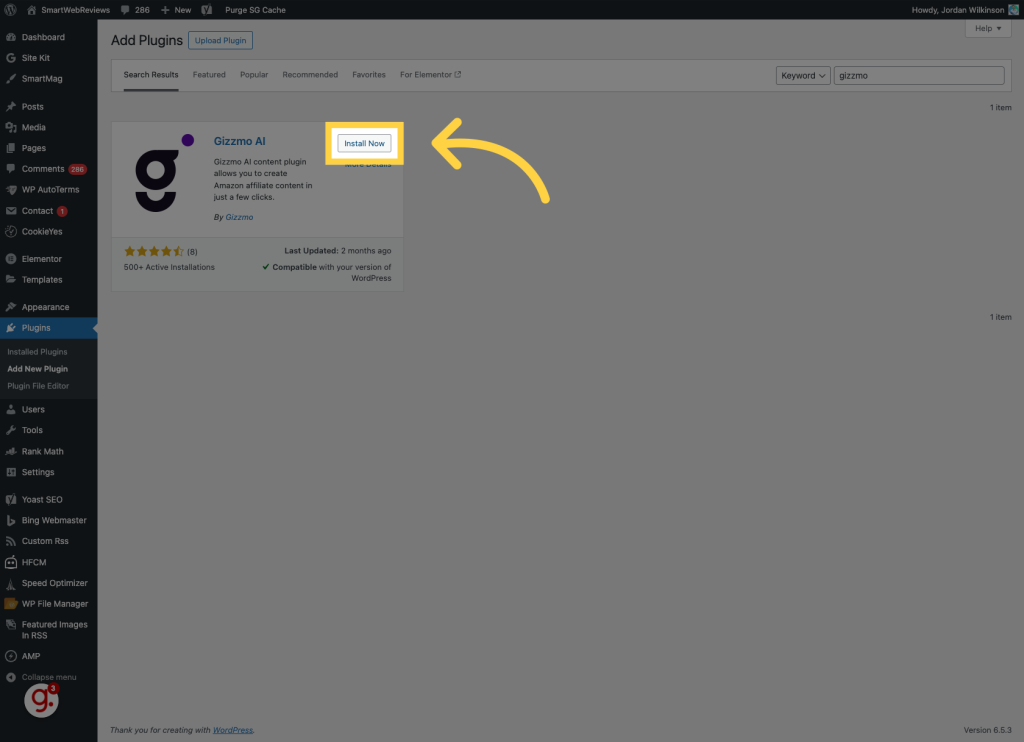 SmartWebReviews 286 New Purge SG Cache Howdy, Jordan Wilkinson
Help
Dashboard
Site Kit
SmartMag
Posts
Media
Pages
Comments 286
WP AutoTerms
Contact 1
CookieYes
Elementor
Templates
Appearance
Plugins
Installed Plugins
Add New Plugin
Plugin File Editor
Users
Tools
Rank Math
Settings
Yoast SEO
Bing Webmaster
Custom Rss
HFCM
Speed Optimizer
WP File Manager
Featured Images
In RSS
AMP
Collapse menu
g. 3
Add Plugins Upload Plugin
Search Results Featured Popular Recommended Favorites For Elementor Keyword gizzmo
1 item
Gizzmo AI
Install Now
More Details
Gizzmo AI content plugin
allows you to create
Amazon affiliate content in
just a few clicks.
By Gizzmo
(8)
500+ Active Installations
Last Updated: 2 months ago
Compatible with your version of
WordPress
1 item
Thank you for creating with WordPress. Version 6.5.3